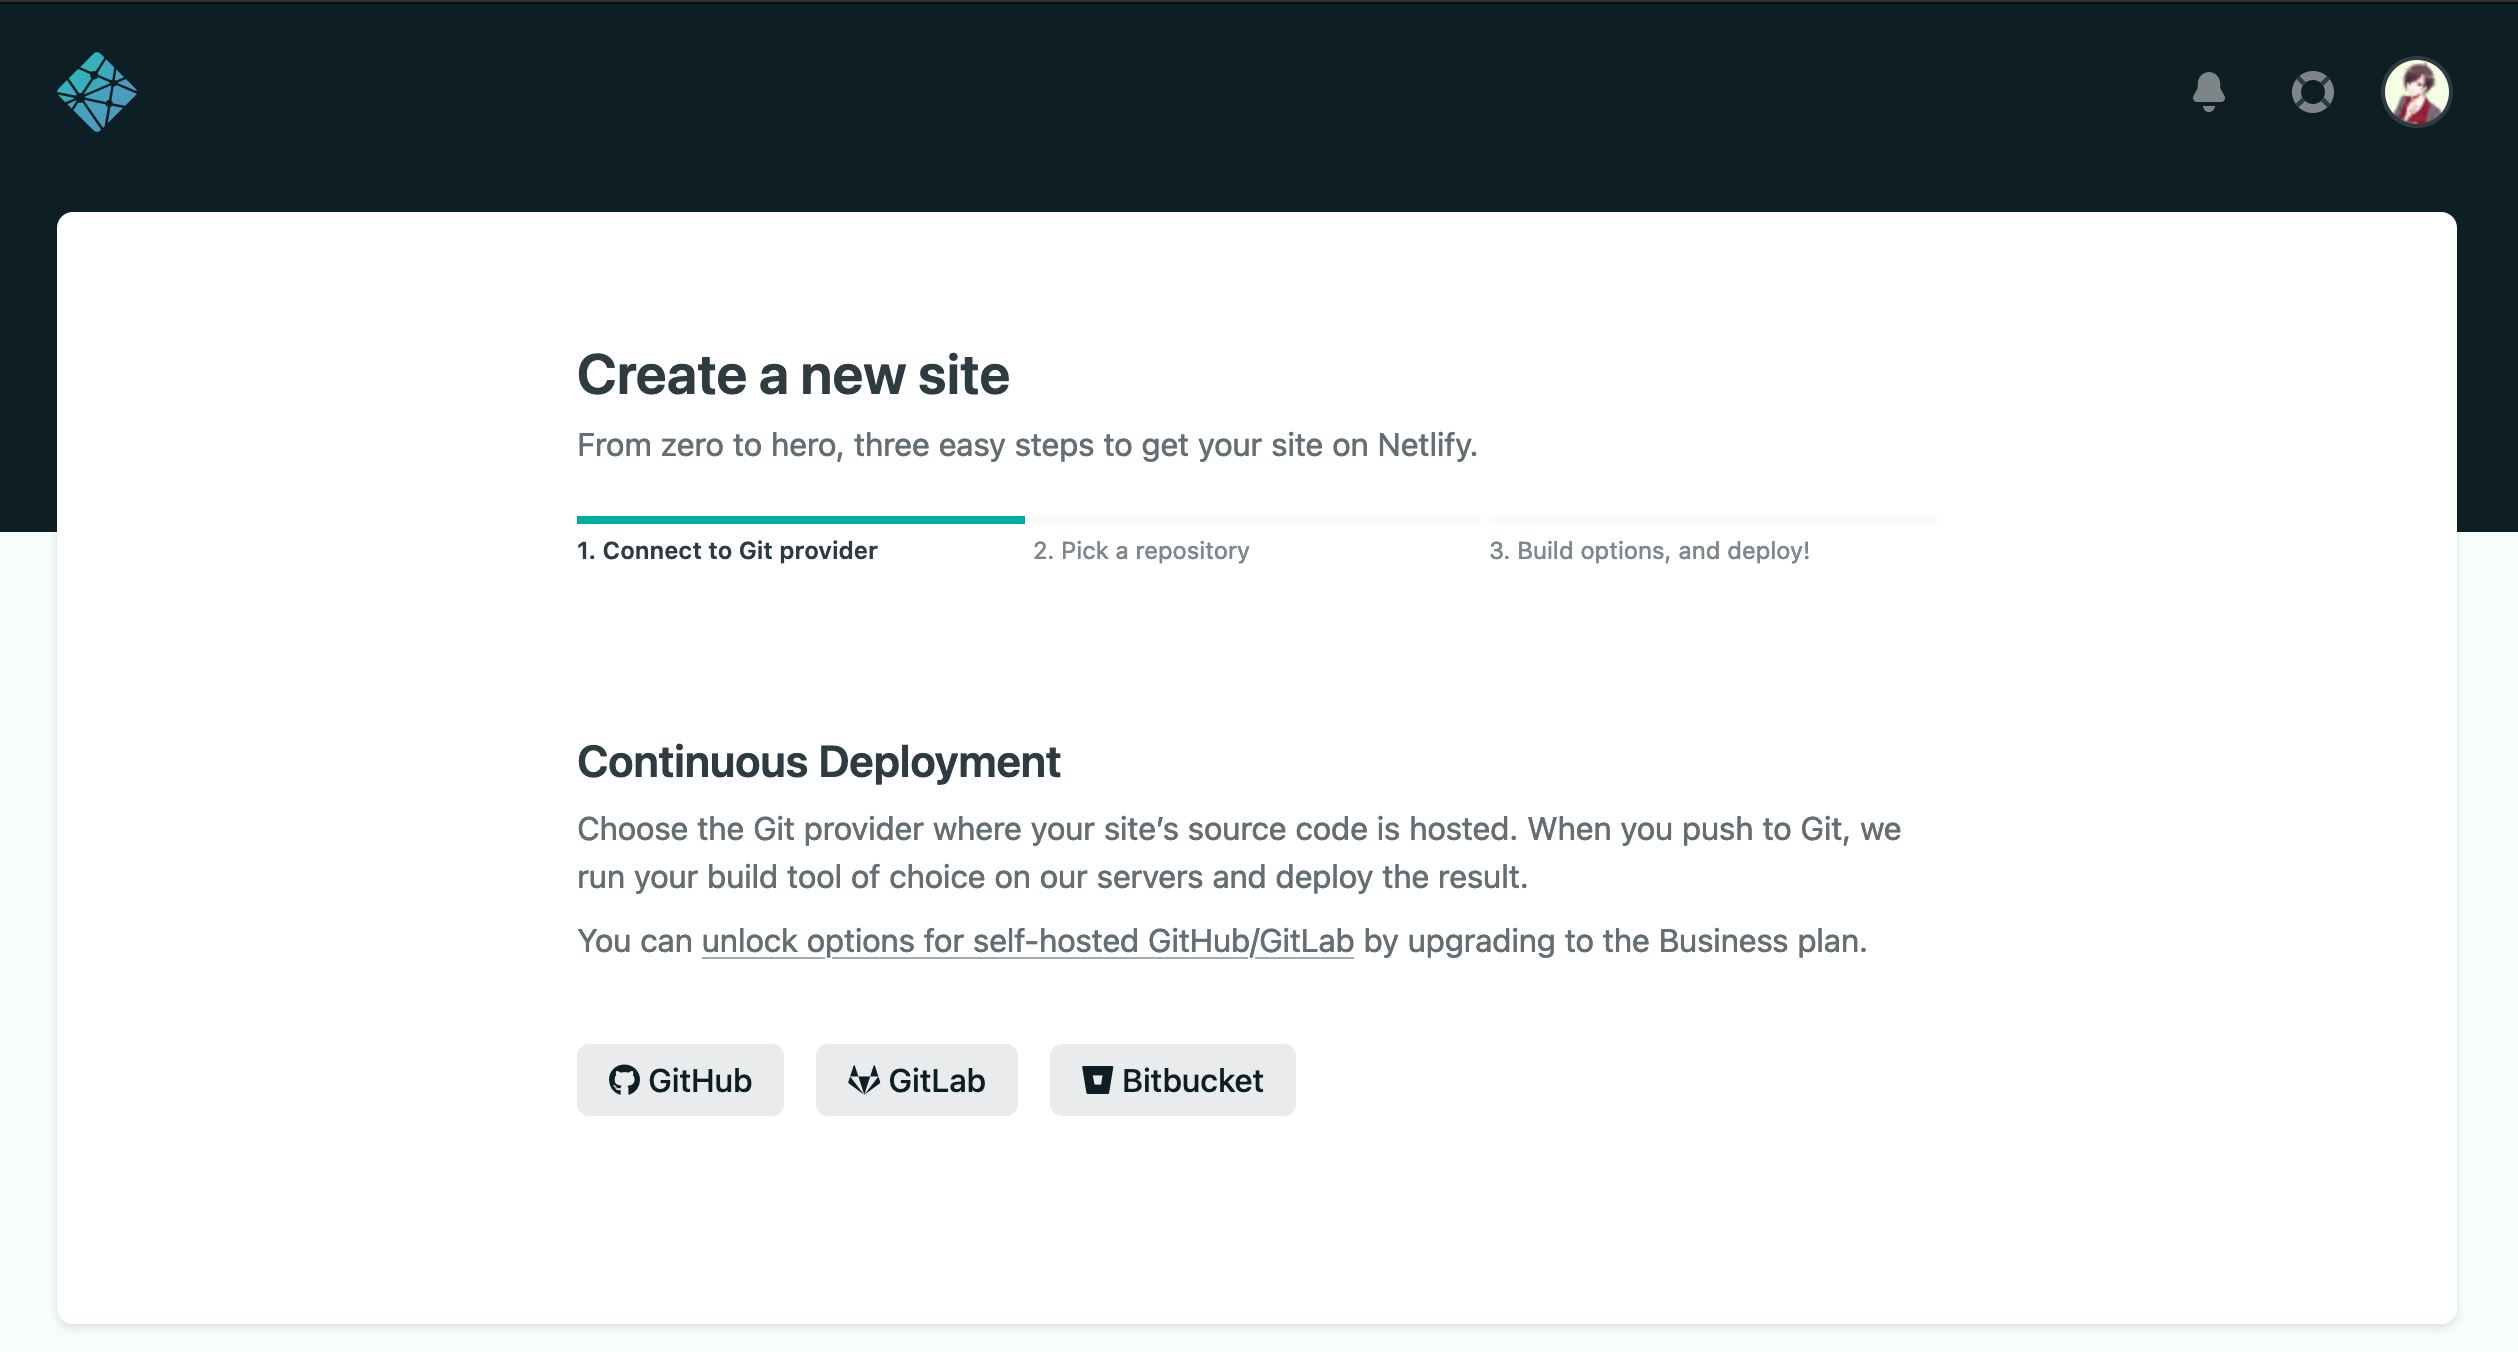 Create a new site
From zero to hero, three easy steps to get your site on Netlify.
1. Connect to Git provider
2. Pick a repository
3. Build options, and deploy!
Continuous Deployment
Choose the Git provider where your site’s source code is hosted. When you push to Git, we
run your build tool of choice on our servers and deploy the result.
You can unlock options for self-hosted GitHub/GitLab by upgrading to the Business plan.
GitHub
GitLab
Bitbucket